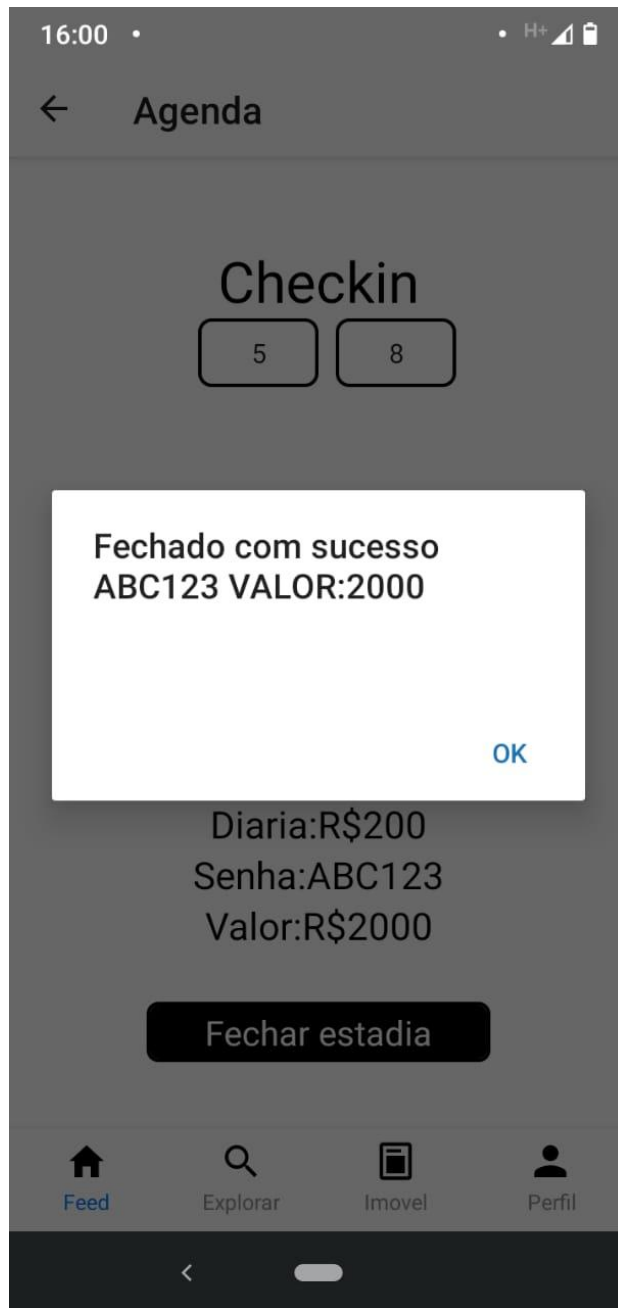 16:00
H+
Agenda
Checkin
5 8
Fechado com sucesso
ABC123 VALOR:2000
OK
Diaria:R$200
Senha:ABC123
Valor:R$2000
Fechar estadia
Feed Explorar Imovel Perfil